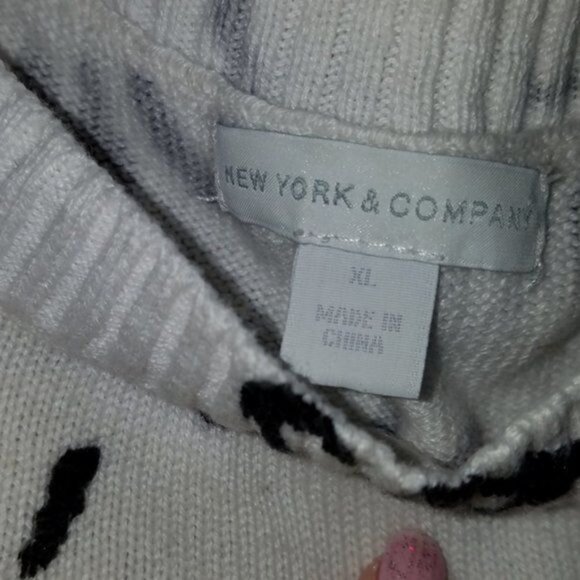 NEW YORK & COMPANY
XL
MADE IN
CHINA